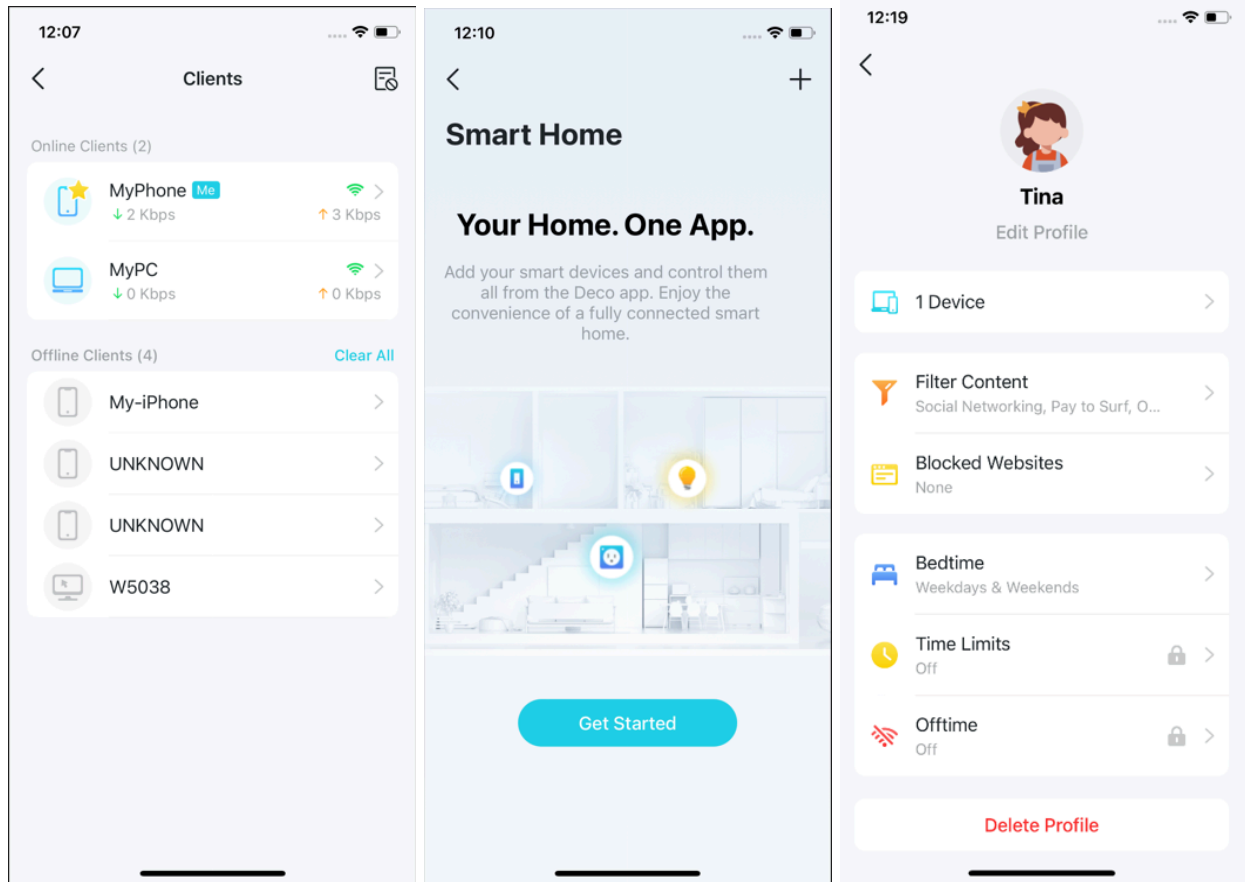 12:07
Clients
Online Clients (2)
MyPhone Me
↓ 2 Kbps ↑ 3 Kbps
MyPC
↓ 0 Kbps ↑ 0 Kbps
Offline Clients (4) Clear All
My-iPhone
UNKNOWN
UNKNOWN
W5038
12:10
Smart Home
Your Home. One App.
Add your smart devices and control them
all from the Deco app. Enjoy the
convenience of a fully connected smart
home.
Get Started
12:19
Tina
Edit Profile
1 Device
Filter Content
Social Networking, Pay to Surf, O...
Blocked Websites
None
Bedtime
Weekdays & Weekends
Time Limits
Off
Offtime
Off
Delete Profile